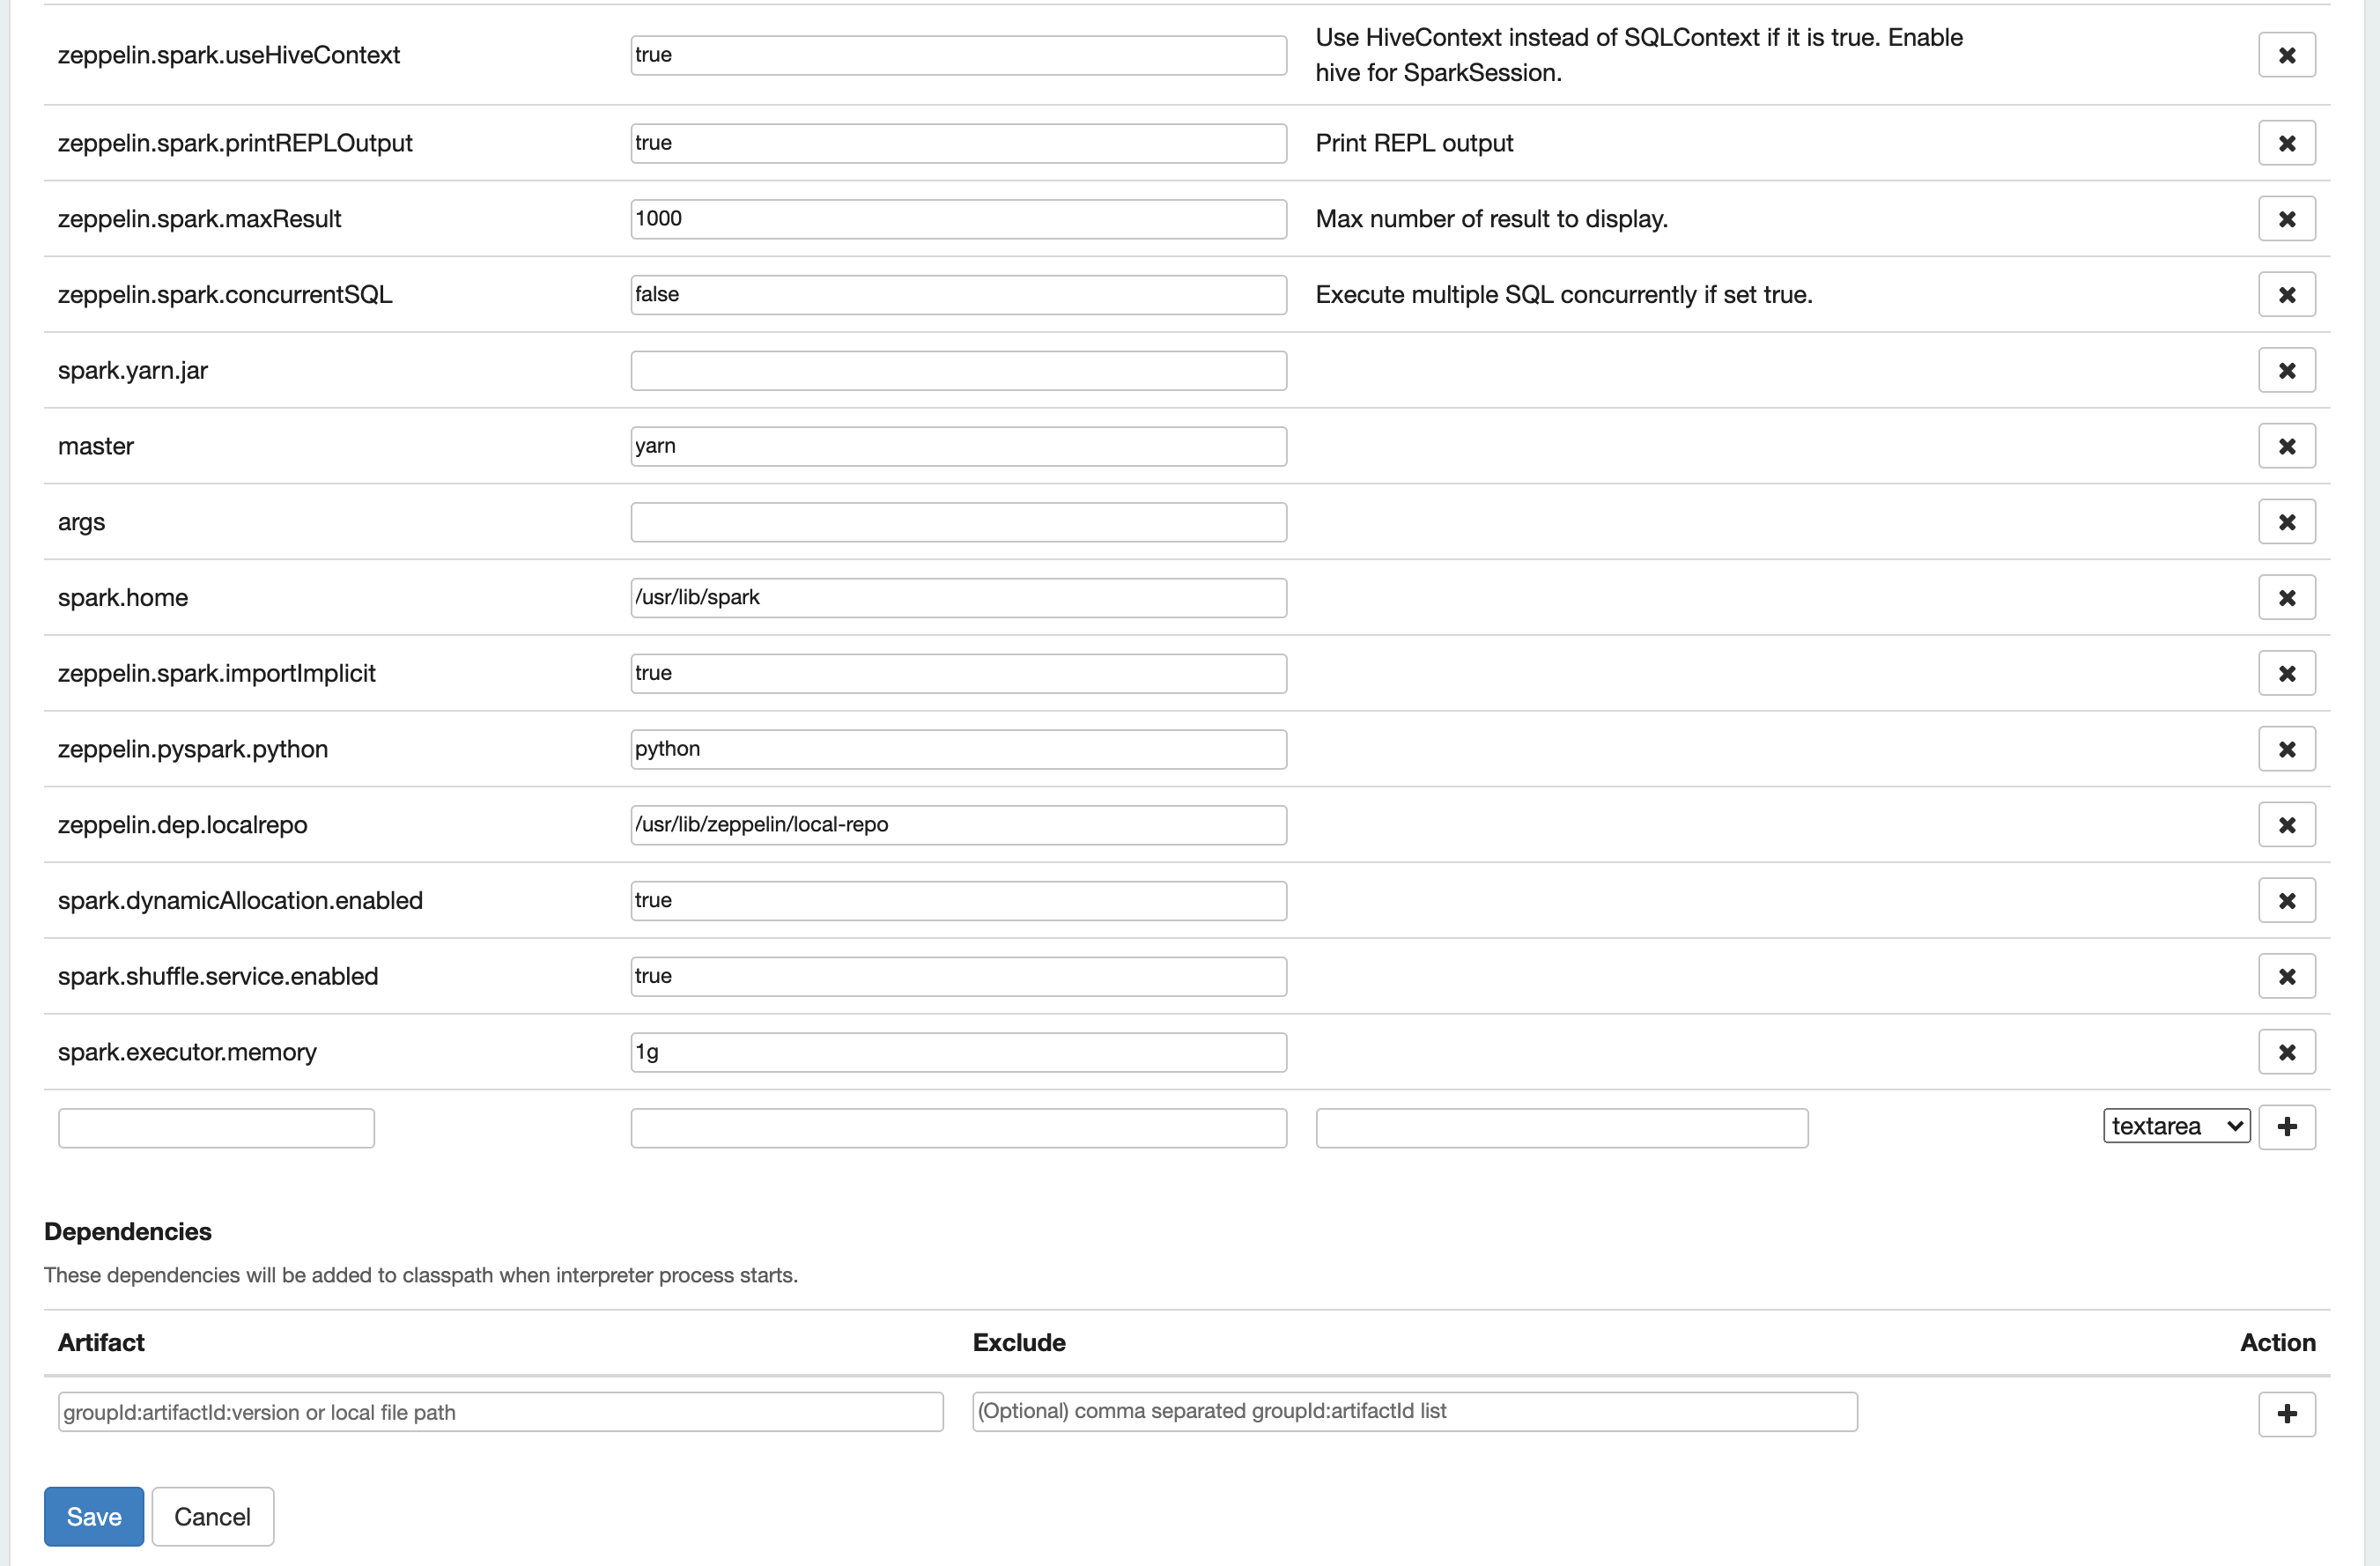 zeppelin.spark.useHiveContext true Use HiveContext instead of SQLContext if it is true. Enable
hive for SparkSession.
zeppelin.spark.printREPLOutput true Print REPL output
zeppelin.spark.maxResult 1000 Max number of result to display.
zeppelin.spark.concurrentSQL false Execute multiple SQL concurrently if set true.
spark.yarn.jar
master yarn
args
spark.home /usr/lib/spark
zeppelin.spark.importImplicit true
zeppelin.pyspark.python python
zeppelin.dep.localrepo /usr/lib/zeppelin/local-repo
spark.dynamicAllocation.enabled true
spark.shuffle.service.enabled true
spark.executor.memory 1g
textarea
Dependencies
These dependencies will be added to classpath when interpreter process starts.
Artifact Exclude Action
groupId:artifactId:version or local file path (Optional) comma separated groupId:artifactId list
Save Cancel